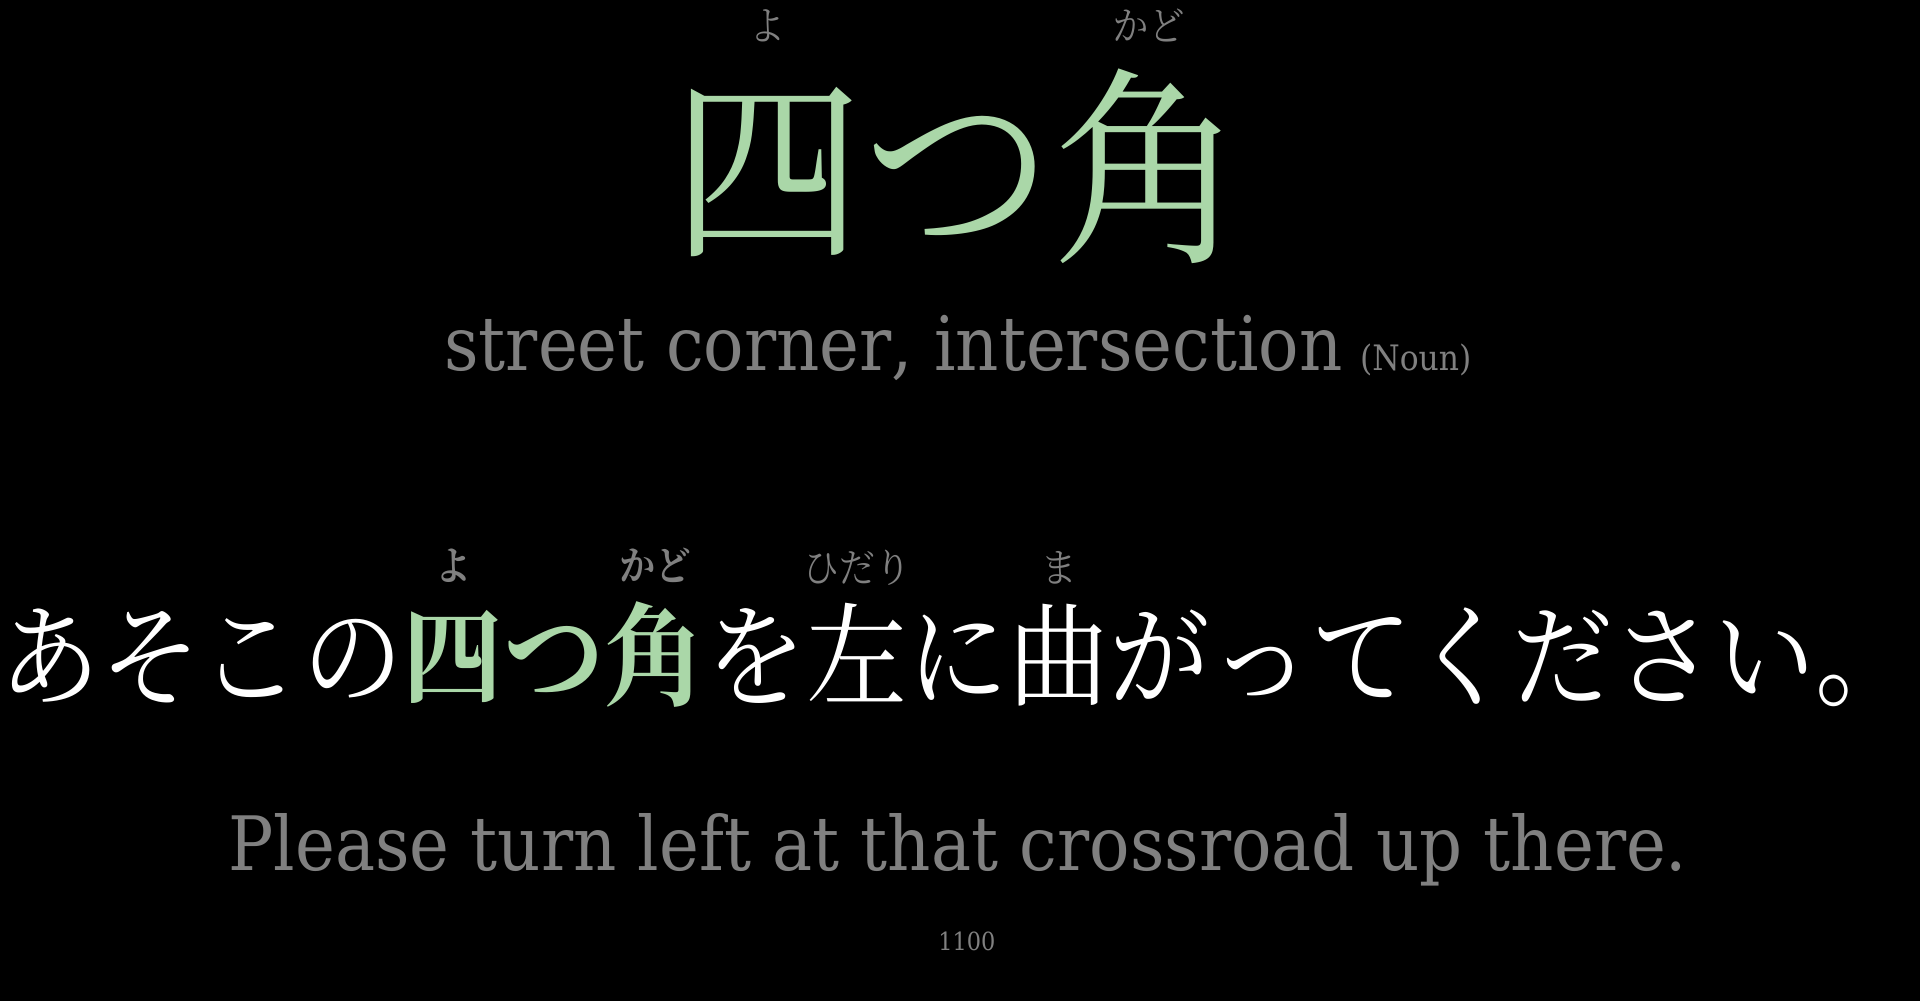 よ かど
四つ角
street corner, intersection (Noun)
よ かど ひだり ま
あそこの四つ角を左に曲がってください。
Please turn left at that crossroad up there.
1100